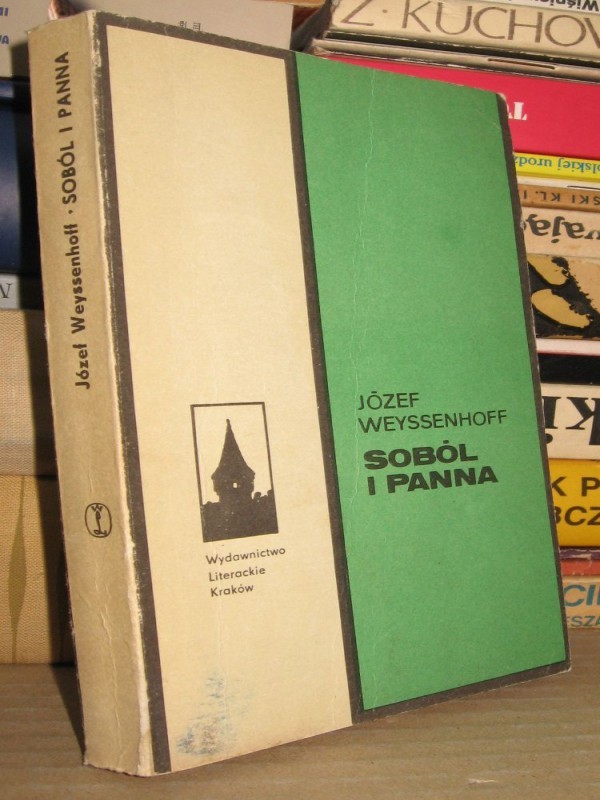 Józef Weyssenhoff · SOBÓL I PANNA
JÓZEF
WEYSSENHOFF
SOBÓL
I PANNA
Wydawnictwo
Literackie
Kraków
Z · KUCHOW